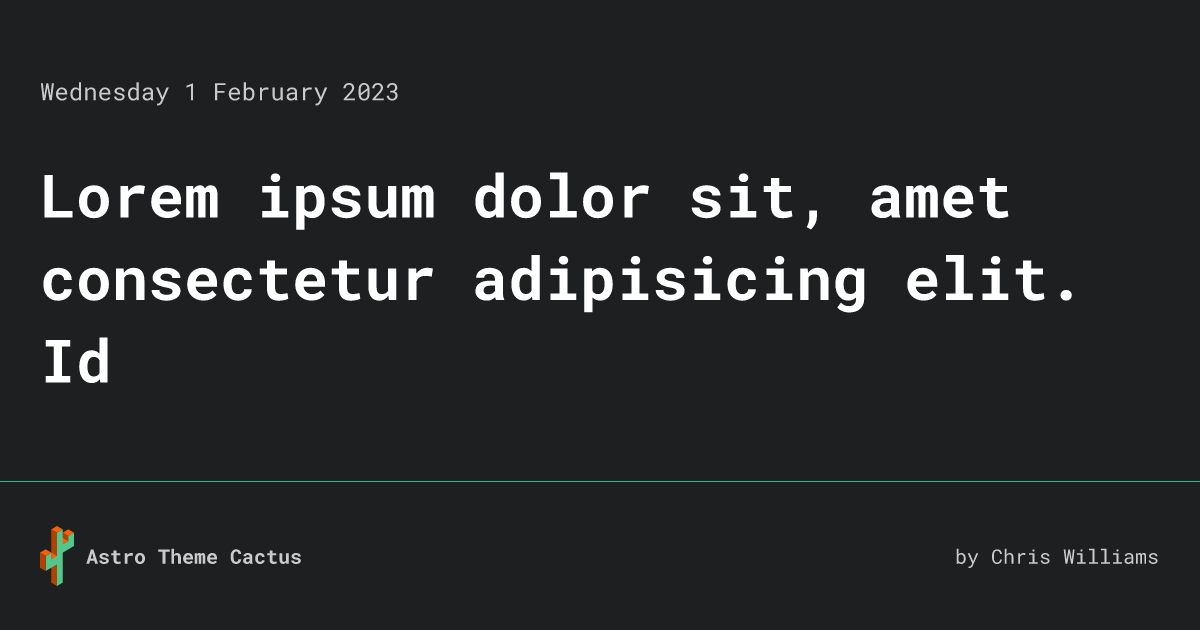 Wednesday 1 February 2023
Lorem ipsum dolor sit, amet
consectetur adipisicing elit.
Id
Astro Theme Cactus
by Chris Williams